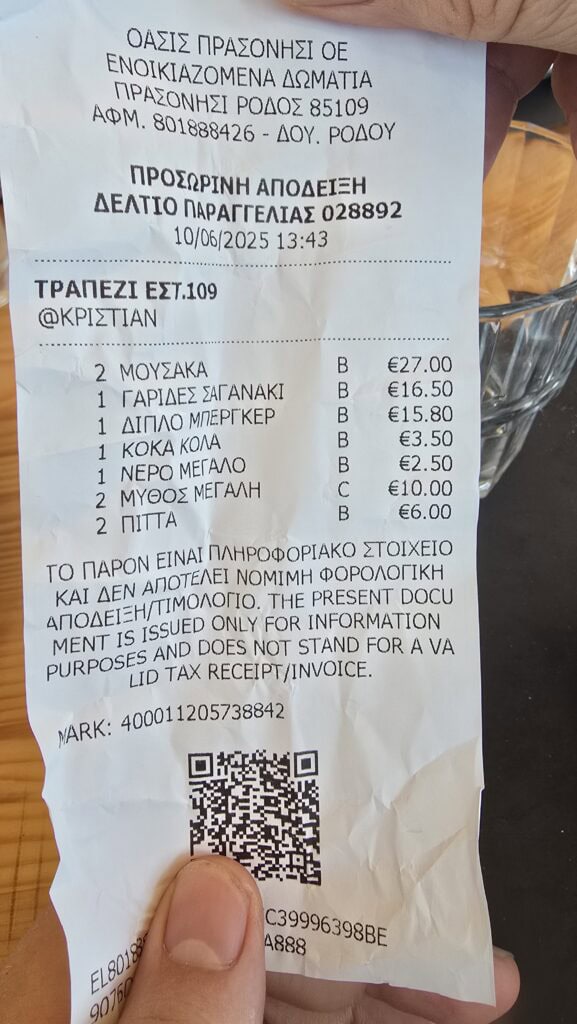 ΟΑΣΙΣ ΠΡΑΣΟΝΗΣΙ ΟΕ
ΕΝΟΙΚΙΑΖΟΜΕΝΑ ΔΩΜΑΤΙΑ
ΠΡΑΣΟΝΗΣΙ ΡΟΔΟΣ 85109
ΑΦΜ. 801888426 - ΔΟΥ. ΡΟΔΟΥ
ΠΡΟΣΩΡΙΝΗ ΑΠΟΔΕΙΞΗ
ΔΕΛΤΙΟ ΠΑΡΑΓΓΕΛΙΑΣ 028892
10/06/2025 13:43
ΤΡΑΠΕΖΙ ΕΣΤ.109
@ΚΡΙΣΤΙΑΝ
2 ΜΟΥΣΑΚΑ B €27.00
1 ΓΑΡΙΔΕΣ ΣΑΓΑΝΑΚΙ B €16.50
1 ΔΙΠΛΟ ΜΠΕΡΓΚΕΡ B €15.80
1 ΚΟΚΑ ΚΟΛΑ B €3.50
1 ΝΕΡΟ ΜΕΓΑΛΟ B €2.50
2 ΜΥΘΟΣ ΜΕΓΑΛΗ C €10.00
2 ΠΙΤΤΑ B €6.00
ΤΟ ΠΑΡΟΝ ΕΙΝΑΙ ΠΛΗΡΟΦΟΡΙΑΚΟ ΣΤΟΙΧΕΙΟ
ΚΑΙ ΔΕΝ ΑΠΟΤΕΛΕΙ ΝΟΜΙΜΗ ΦΟΡΟΛΟΓΙΚΗ
ΑΠΟΔΕΙΞΗ/ΤΙΜΟΛΟΓΙΟ. THE PRESENT DOCU
MENT IS ISSUED ONLY FOR INFORMATION
PURPOSES AND DOES NOT STAND FOR A VA
LID TAX RECEIPT/INVOICE.
MARK: 400011205738842
C39996398BE
A888